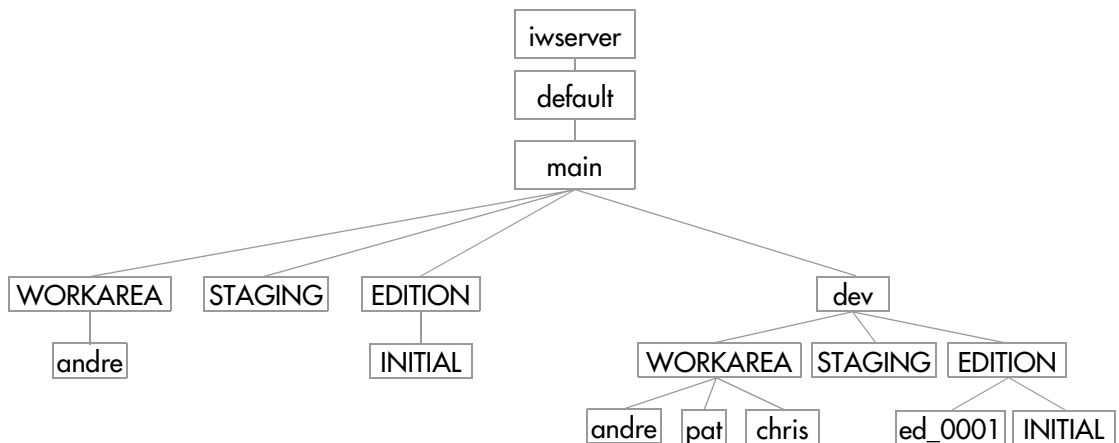 iwserver
default
main
WORKAREA STAGING EDITION dev
andre INITIAL WORKAREA STAGING EDITION
andre pat chris ed_0001 INITIAL